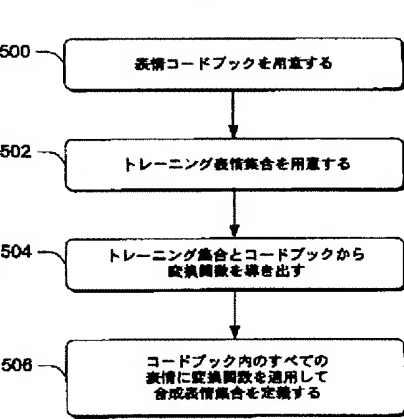 500
表情コードブックを用意する
502
トレーニング表情集合を用意する
504
トレーニング集合とコードブックから
変換関数を導き出す
506
コードブック内のすべての
表情に変換関数を適用して
合成表情集合を定義する